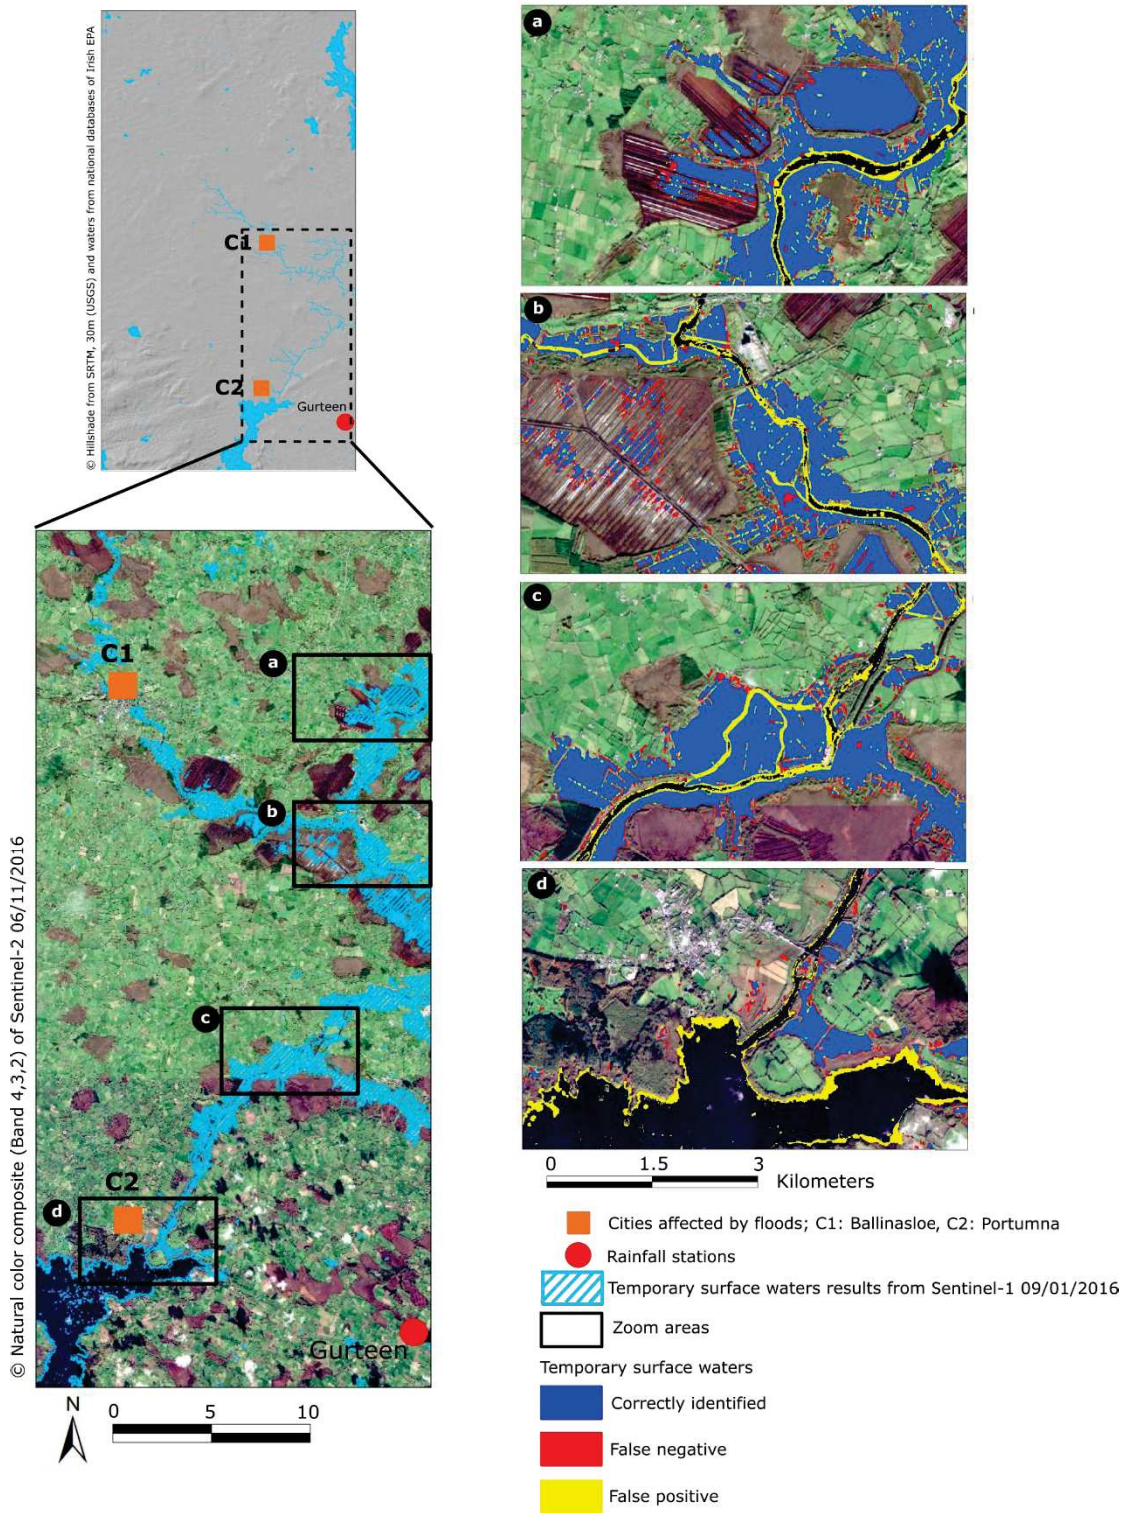 © Hillshade from SRTM, 30m (USGS) and waters from national databases of Irish EPA
C1
C2
Gurteen
© Natural color composite (Band 4,3,2) of Sentinel-2 06/11/2016
C1
a
b
c
C2
d
Gurteen
N
0 5 10
a
b
c
d
0 1.5 3
Kilometers
Cities affected by floods; C1: Ballinasloe, C2: Portumna
Rainfall stations
Temporary surface waters results from Sentinel-1 09/01/2016
Zoom areas
Temporary surface waters
Correctly identified
False negative
False positive